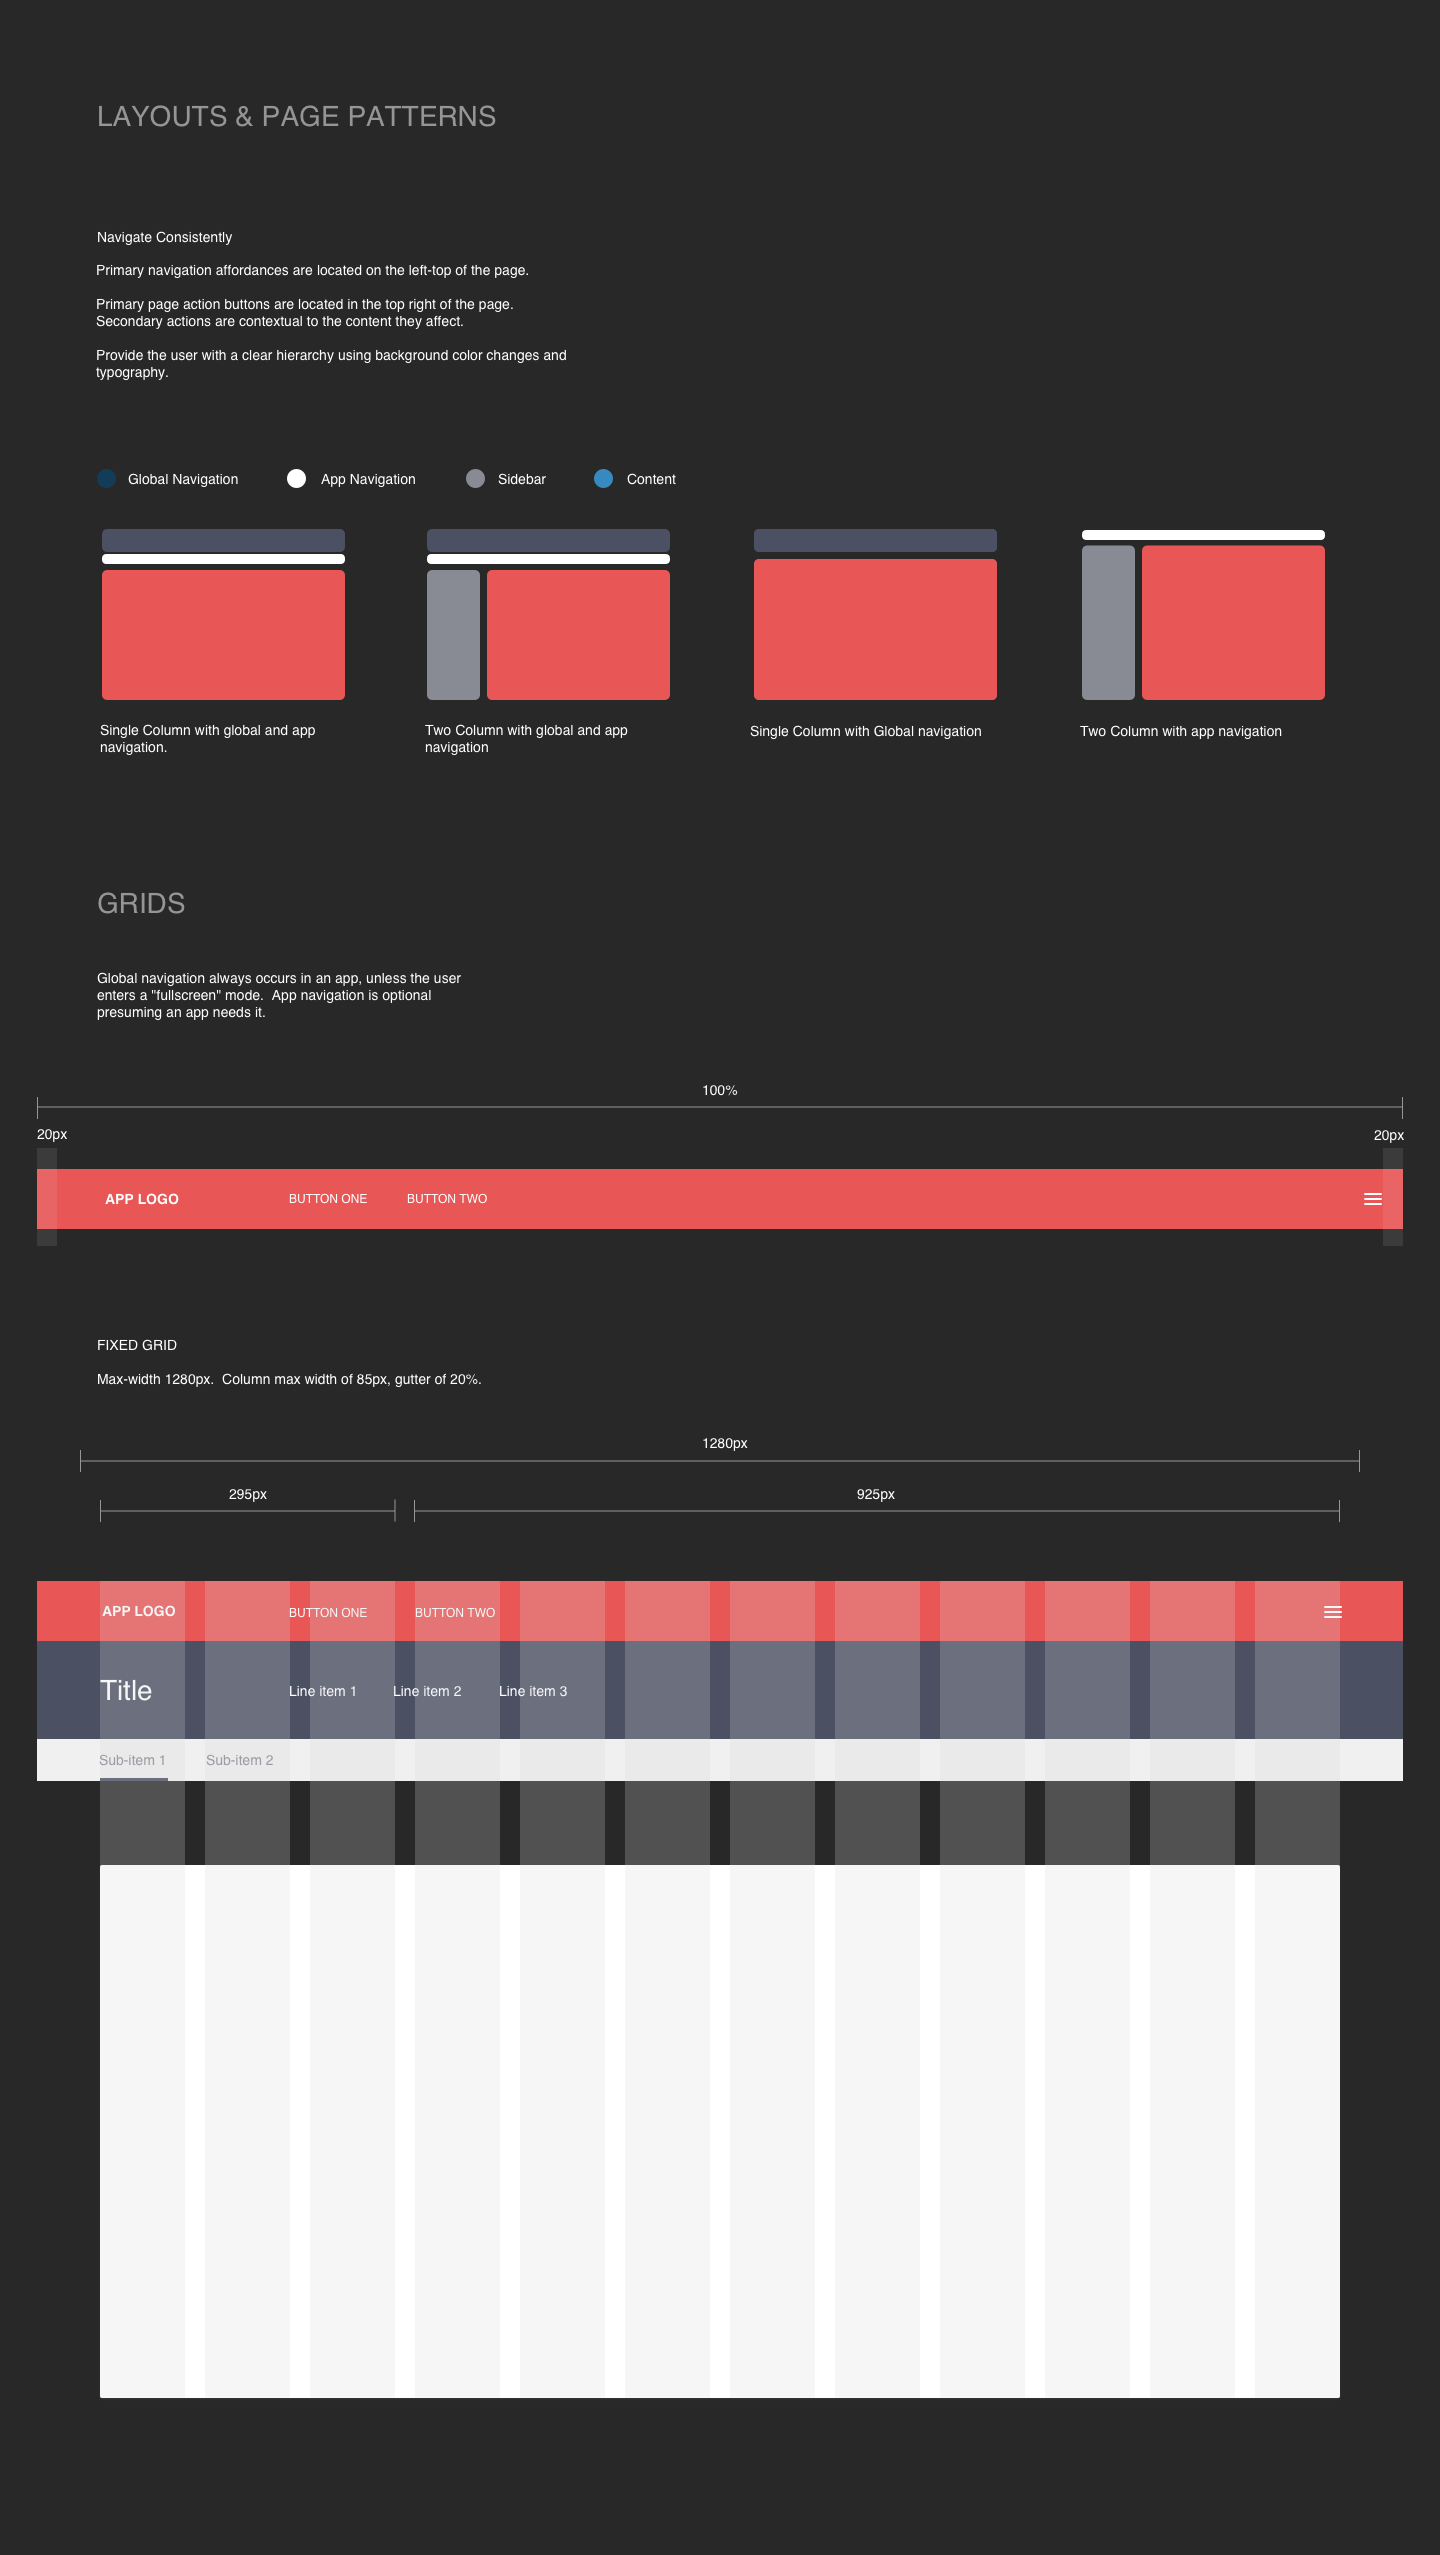 LAYOUTS & PAGE PATTERNS
Navigate Consistently
Primary navigation affordances are located on the left-top of the page.
Primary page action buttons are located in the top right of the page.
Secondary actions are contextual to the content they affect.
Provide the user with a clear hierarchy using background color changes and
typography.
Global Navigation
App Navigation
Sidebar
Content
Single Column with global and app
navigation.
Two Column with global and app
navigation
Single Column with Global navigation
Two Column with app navigation
GRIDS
Global navigation always occurs in an app, unless the user
enters a "fullscreen" mode.  App navigation is optional
presuming an app needs it.
100%
20px
20px
APP LOGO
BUTTON ONE
BUTTON TWO
FIXED GRID
Max-width 1280px.  Column max width of 85px, gutter of 20%.
1280px
295px
925px
APP LOGO
BUTTON ONE
BUTTON TWO
Title
Line item 1
Line item 2
Line item 3
Sub-item 1
Sub-item 2